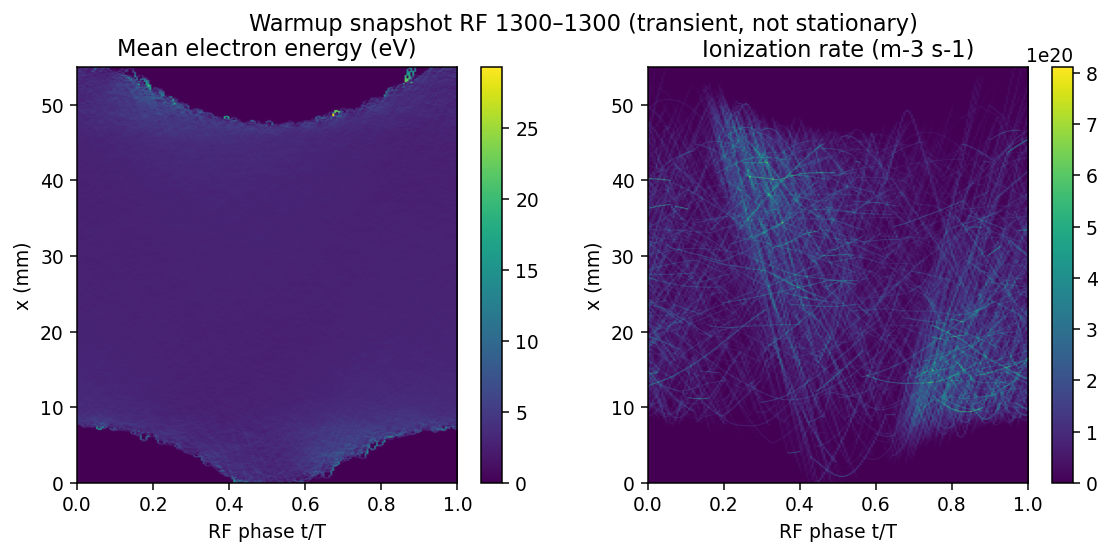 Warmup snapshot RF 1300–1300 (transient, not stationary)
Mean electron energy (eV)
50
40
30
20
10
0
x (mm)
0.0 0.2 0.4 0.6 0.8 1.0
RF phase t/T
25
20
15
10
5
0
Ionization rate (m-3 s-1)
1e20
50
40
30
20
10
0
x (mm)
0.0 0.2 0.4 0.6 0.8 1.0
RF phase t/T
8
7
6
5
4
3
2
1
0